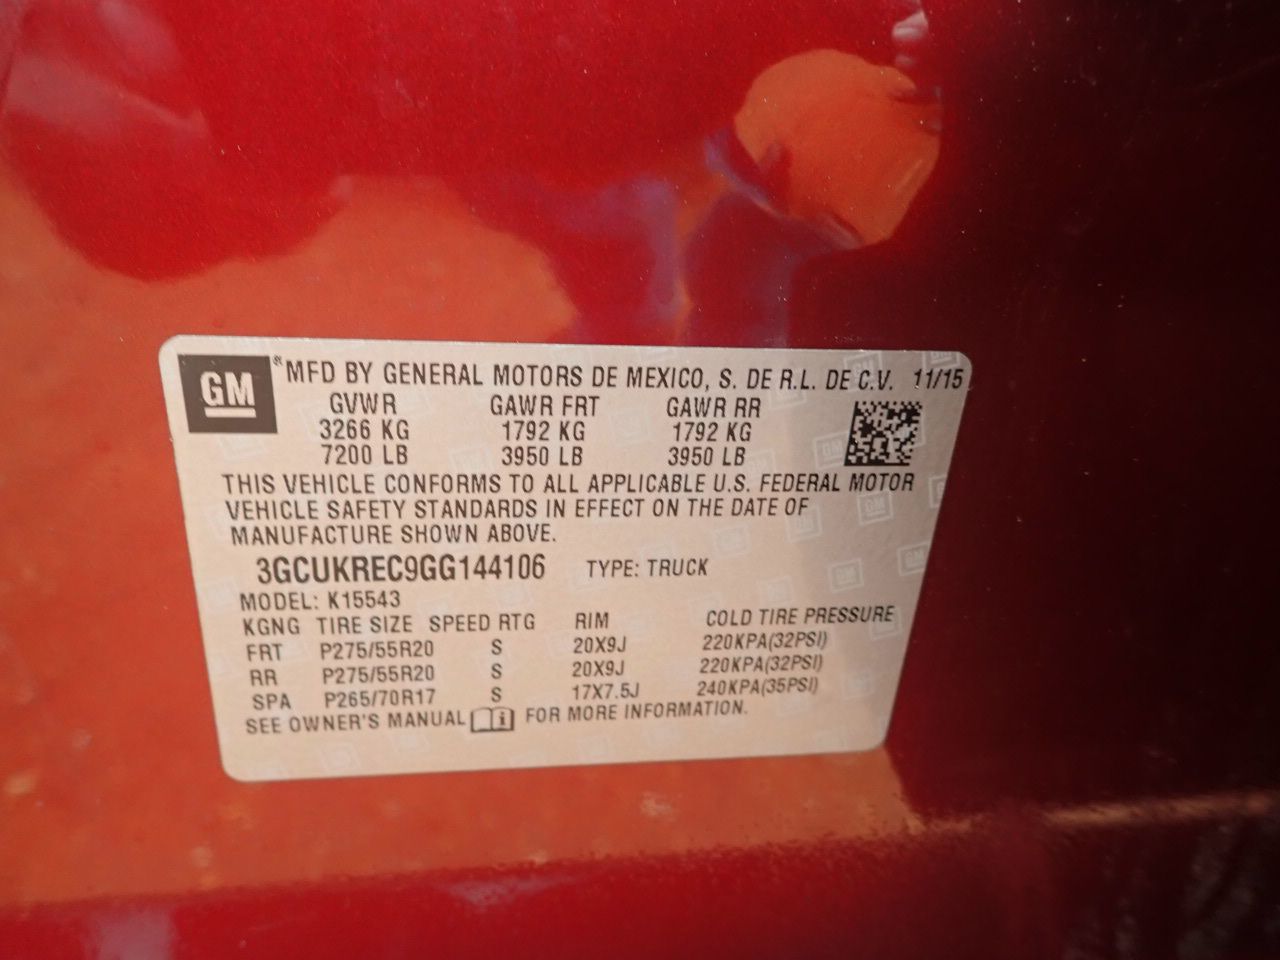 GM
MFD BY GENERAL MOTORS DE MEXICO, S. DE R.L. DE C.V. 11/15
GVWR GAWR FRT GAWR RR
3266 KG 1792 KG 1792 KG
7200 LB 3950 LB 3950 LB
THIS VEHICLE CONFORMS TO ALL APPLICABLE U.S. FEDERAL MOTOR
VEHICLE SAFETY STANDARDS IN EFFECT ON THE DATE OF
MANUFACTURE SHOWN ABOVE.
3GCUKREC9GG144106 TYPE: TRUCK
MODEL: K15543
KGNG TIRE SIZE SPEED RTG RIM COLD TIRE PRESSURE
FRT P275/55R20 S 20X9J 220KPA(32PSI)
RR P275/55R20 S 20X9J 220KPA(32PSI)
SPA P265/70R17 S 17X7.5J 240KPA(35PSI)
SEE OWNER'S MANUAL i FOR MORE INFORMATION.